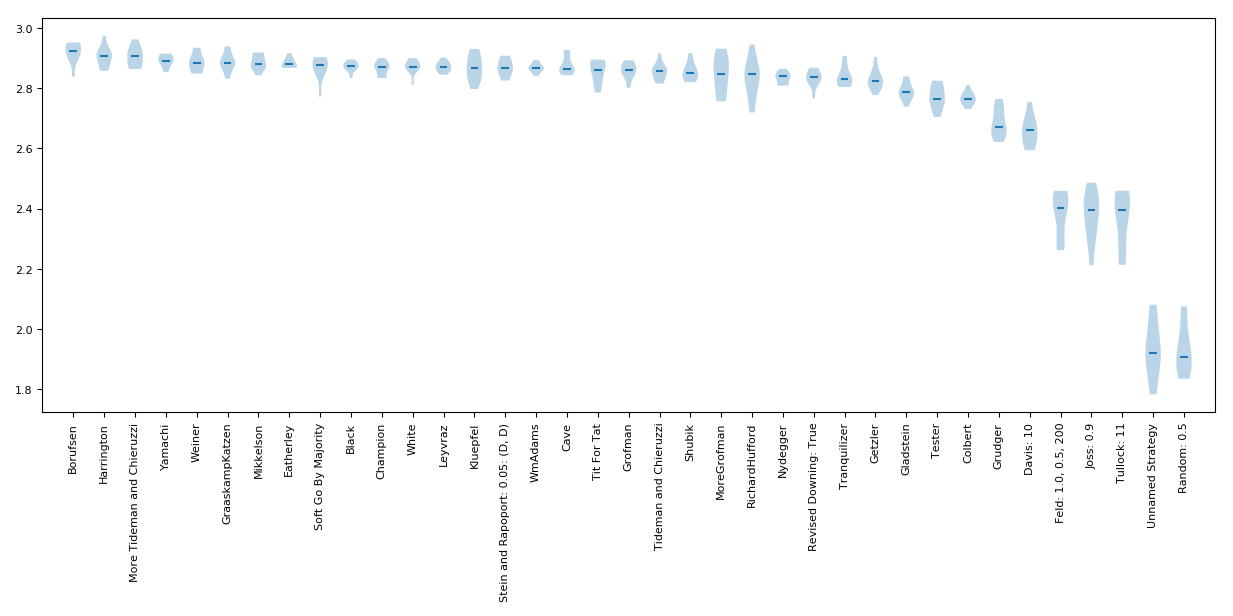 3.0
2.8
2.6
2.4
2.2
2.0
1.8
Borufsen
Harrington
More Tideman and Chieruzzi
Yamachi
Weiner
GraaskampKatzen
Mikkelson
Eatherley
Soft Go By Majority
Black
Champion
White
Leyvraz
Kluepfel
Stein and Rapoport: 0.05: (D, D)
WmAdams
Cave
Tit For Tat
Grofman
Tideman and Chieruzzi
Shubik
MoreGrofman
RichardHufford
Nydegger
Revised Downing: True
Tranquilizer
Getzler
Gladstein
Tester
Colbert
Grudger
Davis: 10
Feld: 1.0, 0.5, 200
Joss: 0.9
Tullock: 11
Unnamed Strategy
Random: 0.5